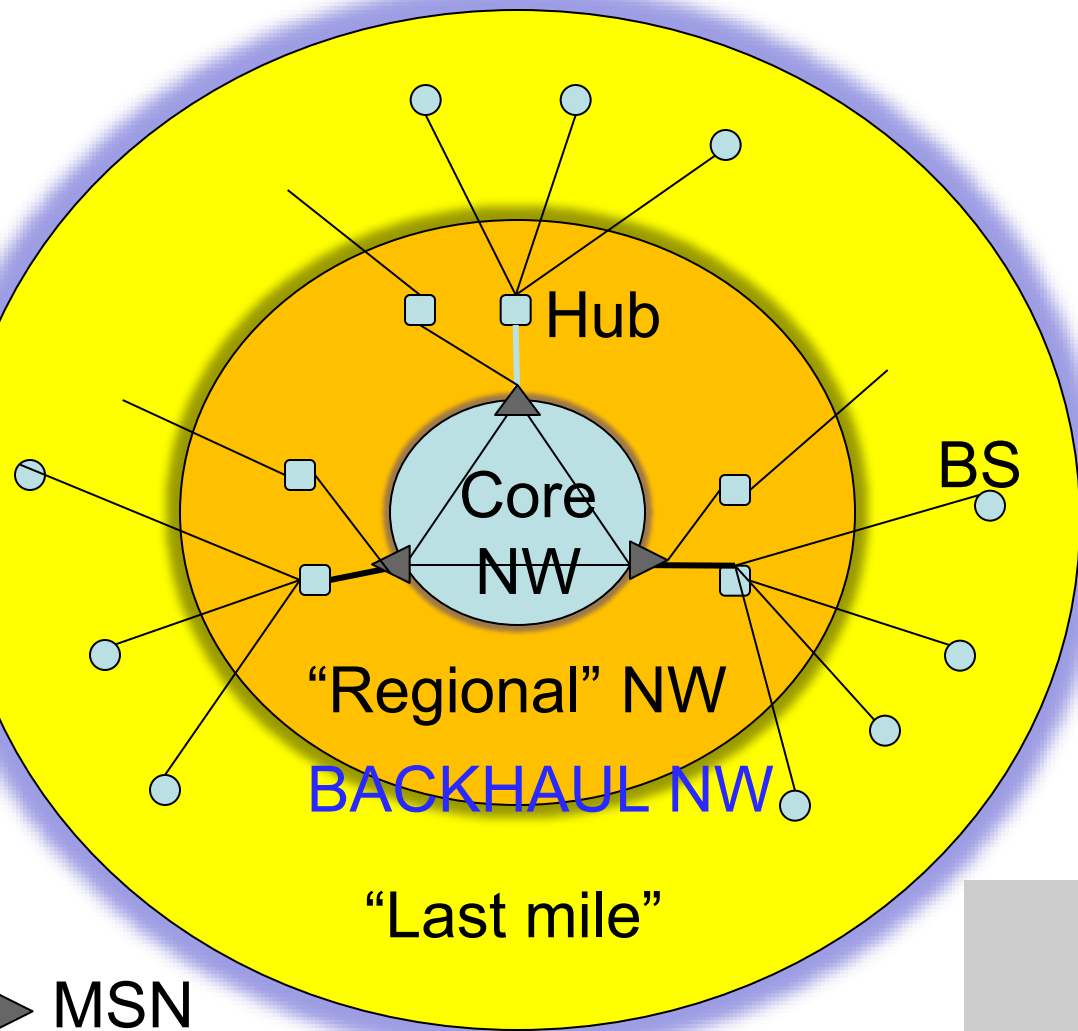 Hub
BS
Core
NW
“Regional” NW
BACKHAUL NW
“Last mile”
MSN